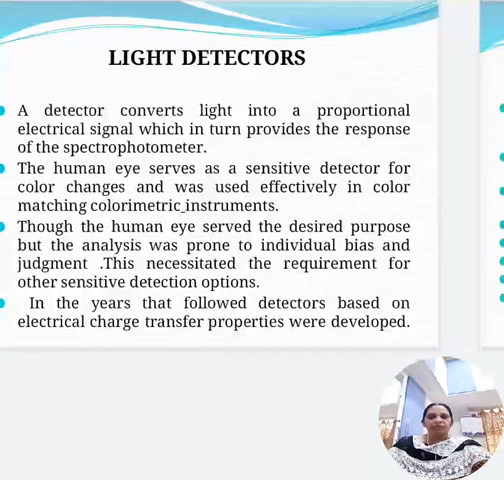 LIGHT DETECTORS
A detector converts light into a proportional
electrical signal which in turn provides the response
of the spectrophotometer.
The human eye serves as a sensitive detector for
color changes and was used effectively in color
matching colorimetric instruments.
Though the human eye served the desired purpose
but the analysis was prone to individual bias and
judgment .This necessitated the requirement for
other sensitive detection options.
In the years that followed detectors based on
electrical charge transfer properties were developed.